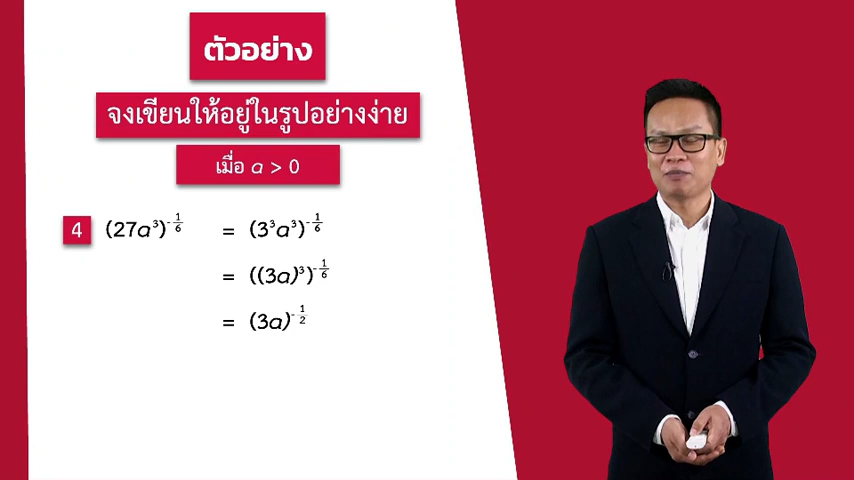 ตัวอย่าง
จงเขียนให้อยู่ในรูปอย่างง่าย
เมื่อ a > 0
4 (27a³)^-1/6 = (3³a³)^-1/6
= ((3a)³)^-1/6
= (3a)^-1/2